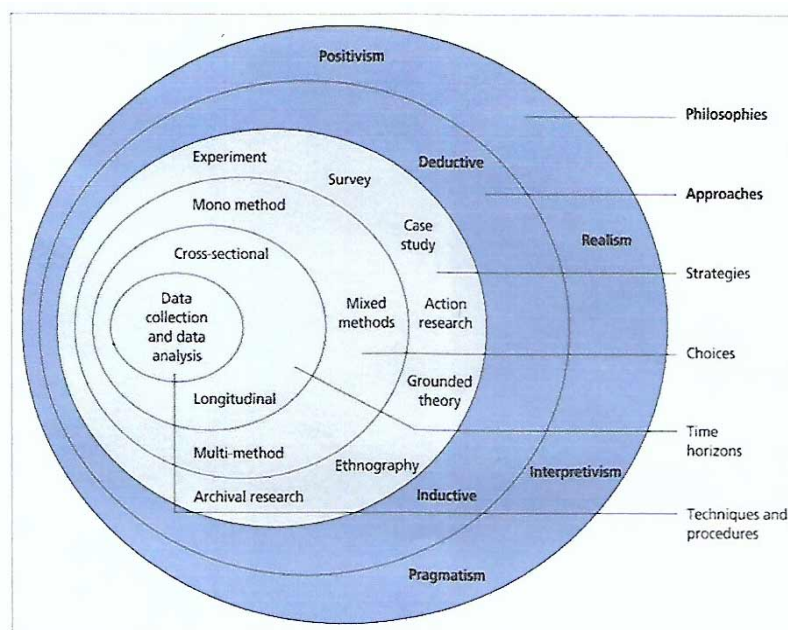 Positivism
Philosophies
Experiment
Survey
Deductive
Mono method
Approaches
Case
study
Realism
Cross-sectional
Strategies
Data
collection
and data
analysis
Mixed
methods
Action
research
Choices
Grounded
theory
Longitudinal
Time
horizons
Multi-method
Ethnography
Interpretivism
Archival research
Inductive
Techniques and
procedures
Pragmatism